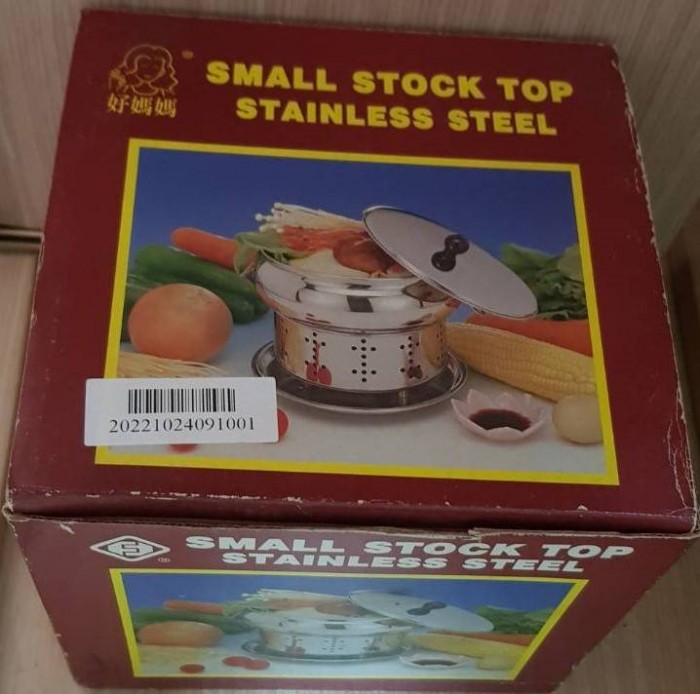 好媽媽
®
SMALL STOCK TOP
STAINLESS STEEL
20221024091001
®
SMALL STOCK TOP
STAINLESS STEEL